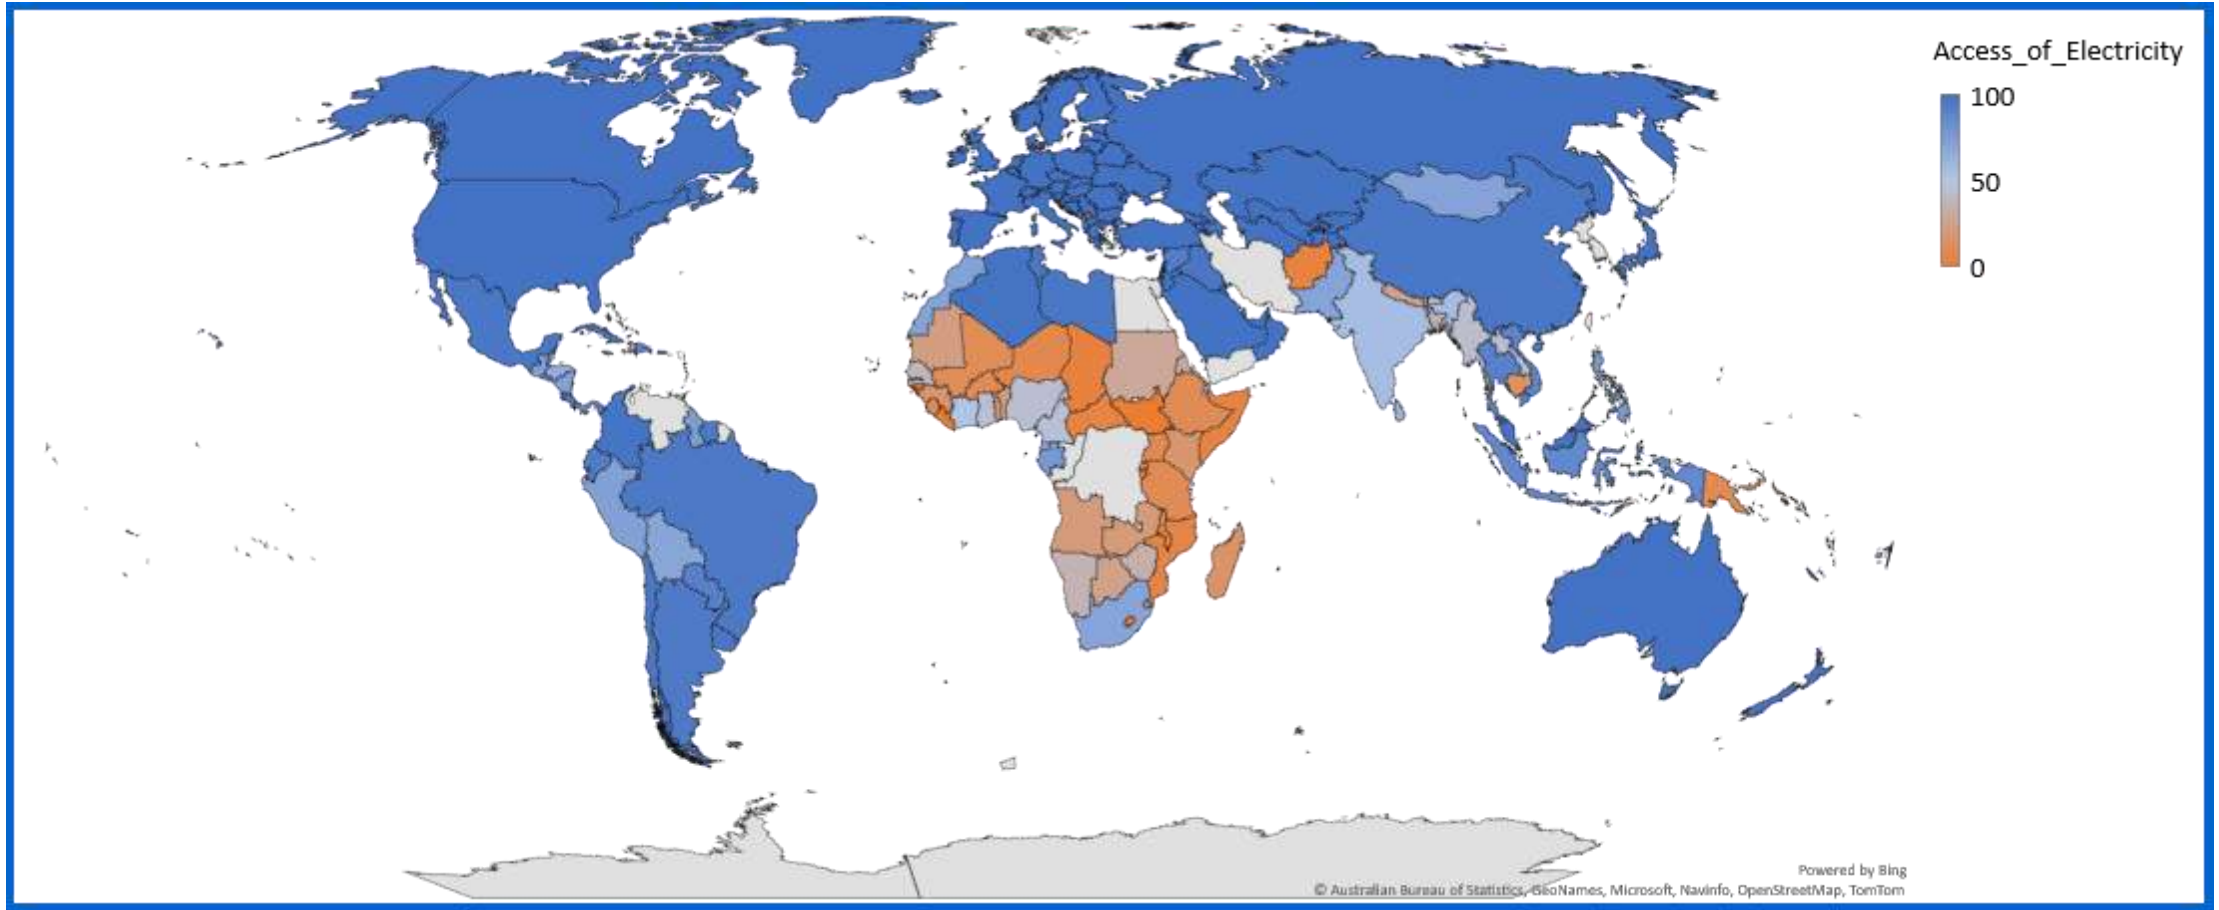 Access_of_Electricity
100
50
0
Powered by Bing
© Australian Bureau of Statistics, GeoNames, Microsoft, Navinfo, OpenStreetMap, TomTom